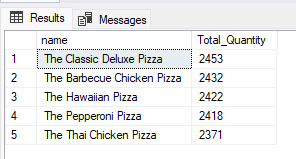 Results Messages
name Total_Quantity
1 The Classic Deluxe Pizza 2453
2 The Barbecue Chicken Pizza 2432
3 The Hawaiian Pizza 2422
4 The Pepperoni Pizza 2418
5 The Thai Chicken Pizza 2371